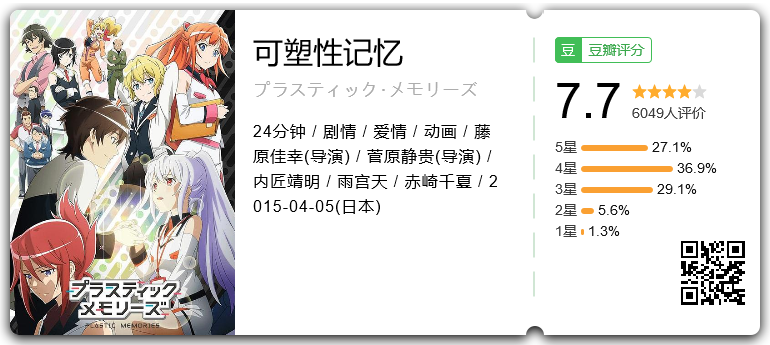 可塑性记忆
プラスティック・メモリーズ
24分钟 / 剧情 / 爱情 / 动画 / 藤
原佳幸(导演) / 菅原静贵(导演) /
内匠靖明 / 雨宫天 / 赤崎千夏 / 2
015-04-05(日本)
プラスティック
メモリーズ
PLASTIC MEMORIES
豆 豆瓣评分
7.7
6049人评价
5星 27.1%
4星 36.9%
3星 29.1%
2星 5.6%
1星 1.3%